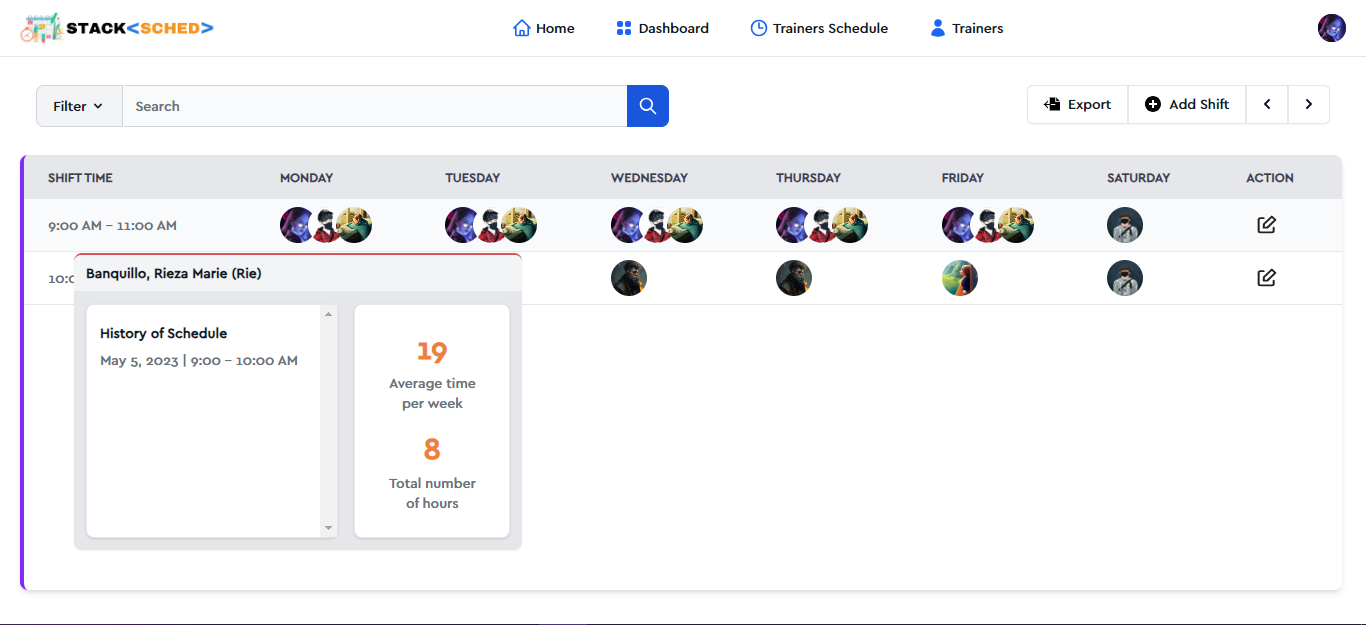 STACK<SCHED>
Home
Dashboard
Trainers Schedule
Trainers
Filter
Search
Export
Add Shift
SHIFT TIME MONDAY TUESDAY WEDNESDAY THURSDAY FRIDAY SATURDAY ACTION
9:00 AM – 11:00 AM
10:0
Banquillo, Rieza Marie (Rie)
History of Schedule
May 5, 2023 | 9:00 – 10:00 AM
19
Average time
per week
8
Total number
of hours